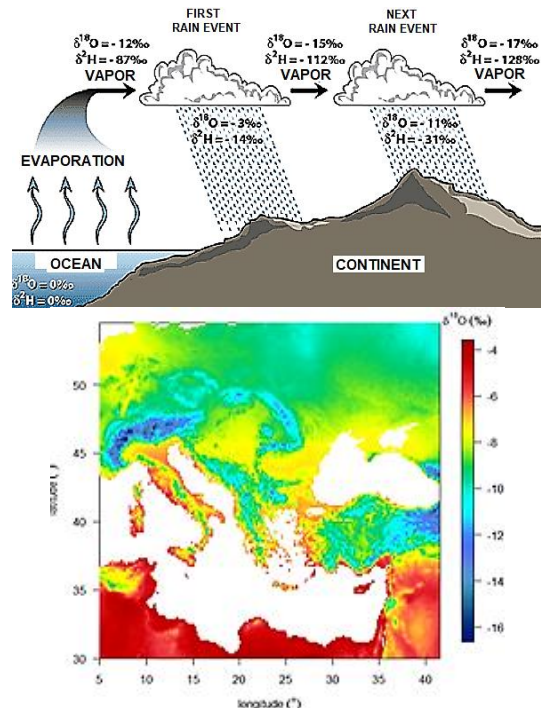 FIRST
RAIN EVENT
NEXT
RAIN EVENT
δ¹⁸O = - 12‰
δ²H = - 87‰
VAPOR
δ¹⁸O = - 15‰
δ²H = - 112‰
VAPOR
δ¹⁸O = - 17‰
δ²H = - 128‰
VAPOR
δ¹⁸O = - 3‰
δ²H = - 14‰
δ¹⁸O = - 11‰
δ²H = - 31‰
EVAPORATION
OCEAN
CONTINENT
δ¹⁸O = 0‰
δ²H = 0‰
δ¹⁸O (‰)
-4
-6
-8
-10
-12
-14
-16
50
45
40
35
30
latitude (°)
5 10 15 20 25 30 35 40
longitude (°)